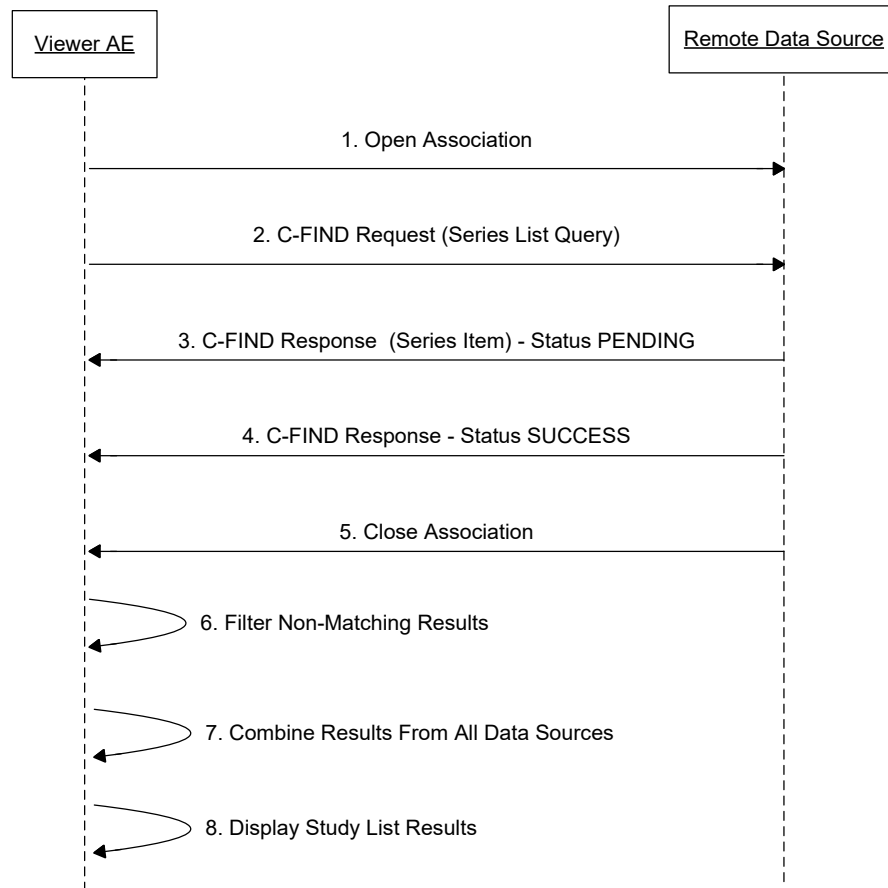 Viewer AE
Remote Data Source
1. Open Association
2. C-FIND Request (Series List Query)
3. C-FIND Response  (Series Item) - Status PENDING
4. C-FIND Response - Status SUCCESS
5. Close Association
6. Filter Non-Matching Results
7. Combine Results From All Data Sources
8. Display Study List Results